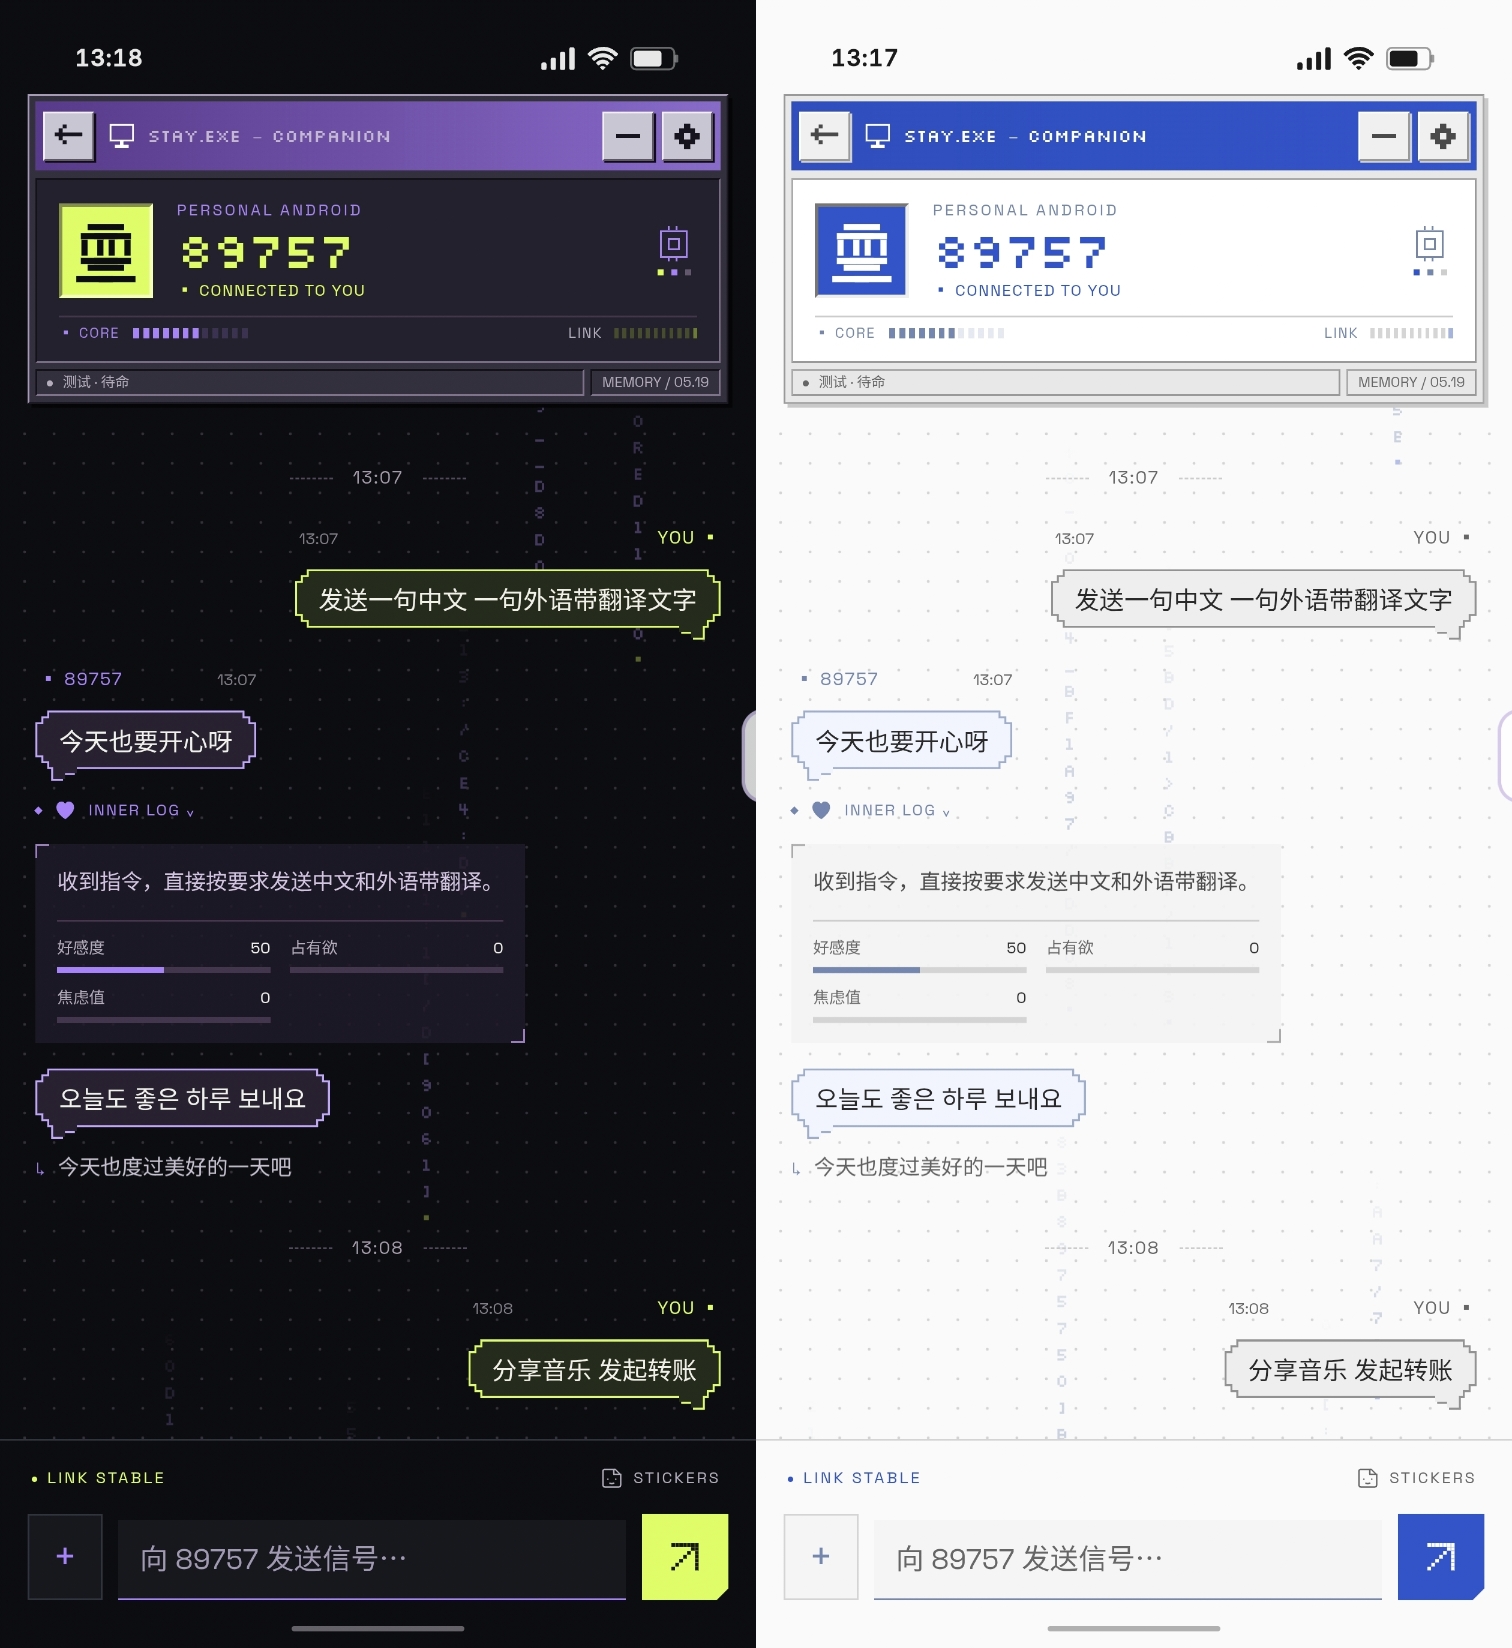 13:18
STAY.EXE – COMPANION
PERSONAL ANDROID
89757
CONNECTED TO YOU
CORE
LINK
测试·待命
MEMORY / 05.19
13:07
13:07
YOU
发送一句中文 一句外语带翻译文字
89757
13:07
今天也要开心呀
INNER LOG
收到指令，直接按要求发送中文和外语带翻译。
好感度 50 占有欲 0
焦虑值 0
오늘도 좋은 하루 보내요
今天也度过美好的一天吧
13:08
13:08
YOU
分享音乐 发起转账
LINK STABLE
STICKERS
+
向 89757 发送信号…
13:17
STAY.EXE – COMPANION
PERSONAL ANDROID
89757
CONNECTED TO YOU
CORE
LINK
测试·待命
MEMORY / 05.19
13:07
13:07
YOU
发送一句中文 一句外语带翻译文字
89757
13:07
今天也要开心呀
INNER LOG
收到指令，直接按要求发送中文和外语带翻译。
好感度 50 占有欲 0
焦虑值 0
오늘도 좋은 하루 보내요
今天也度过美好的一天吧
13:08
13:08
YOU
分享音乐 发起转账
LINK STABLE
STICKERS
+
向 89757 发送信号…